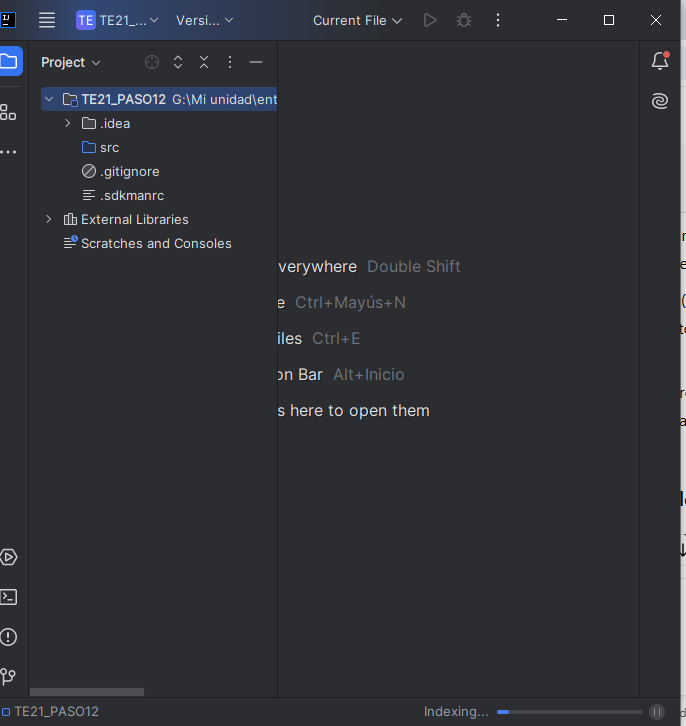 TE TE21_... Versi... Current File
Project
TE21_PASO12 G:\Mi unidad\ent
.idea
src
.gitignore
.sdkmanrc
External Libraries
Scratches and Consoles
verywhere Double Shift
e Ctrl+Mayús+N
iles Ctrl+E
on Bar Alt+Inicio
s here to open them
TE21_PASO12 Indexing...